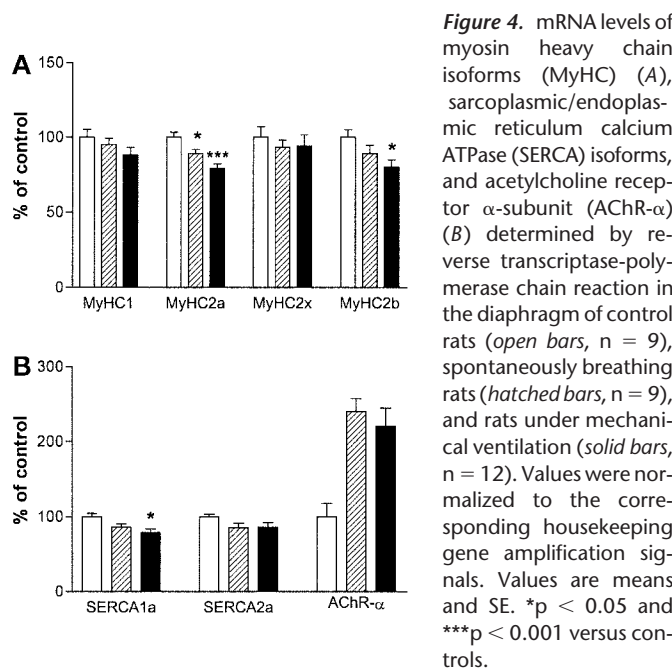 A
150
100
50
0
% of control
*
***
*
MyHC1
MyHC2a
MyHC2x
MyHC2b
B
300
200
100
0
% of control
*
SERCA1a
SERCA2a
AChR-α
Figure 4. mRNA levels of
myosin heavy chain
isoforms (MyHC) (A),
sarcoplasmic/endoplas-
mic reticulum calcium
ATPase (SERCA) isoforms,
and acetylcholine recep-
tor α-subunit (AChR-α)
(B) determined by re-
verse transcriptase-poly-
merase chain reaction in
the diaphragm of control
rats (open bars, n = 9),
spontaneously breathing
rats (hatched bars, n = 9),
and rats under mechani-
cal ventilation (solid bars,
n = 12). Values were nor-
malized to the corre-
sponding housekeeping
gene amplification sig-
nals. Values are means
and SE. *p < 0.05 and
***p < 0.001 versus con-
trols.